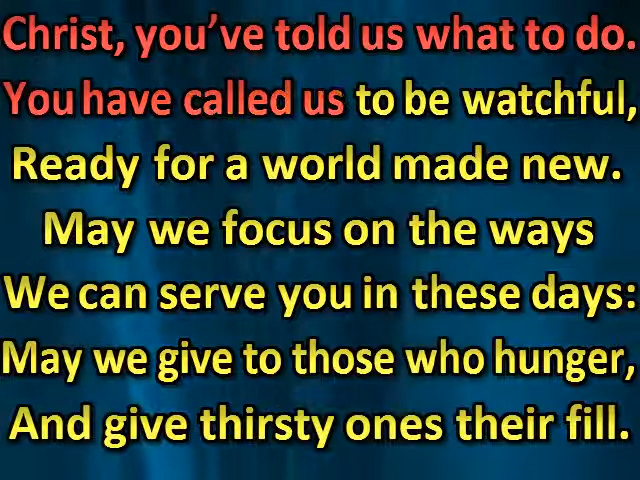 Christ, you’ve told us what to do.
You have called us to be watchful,
Ready for a world made new.
May we focus on the ways
We can serve you in these days:
May we give to those who hunger,
And give thirsty ones their fill.